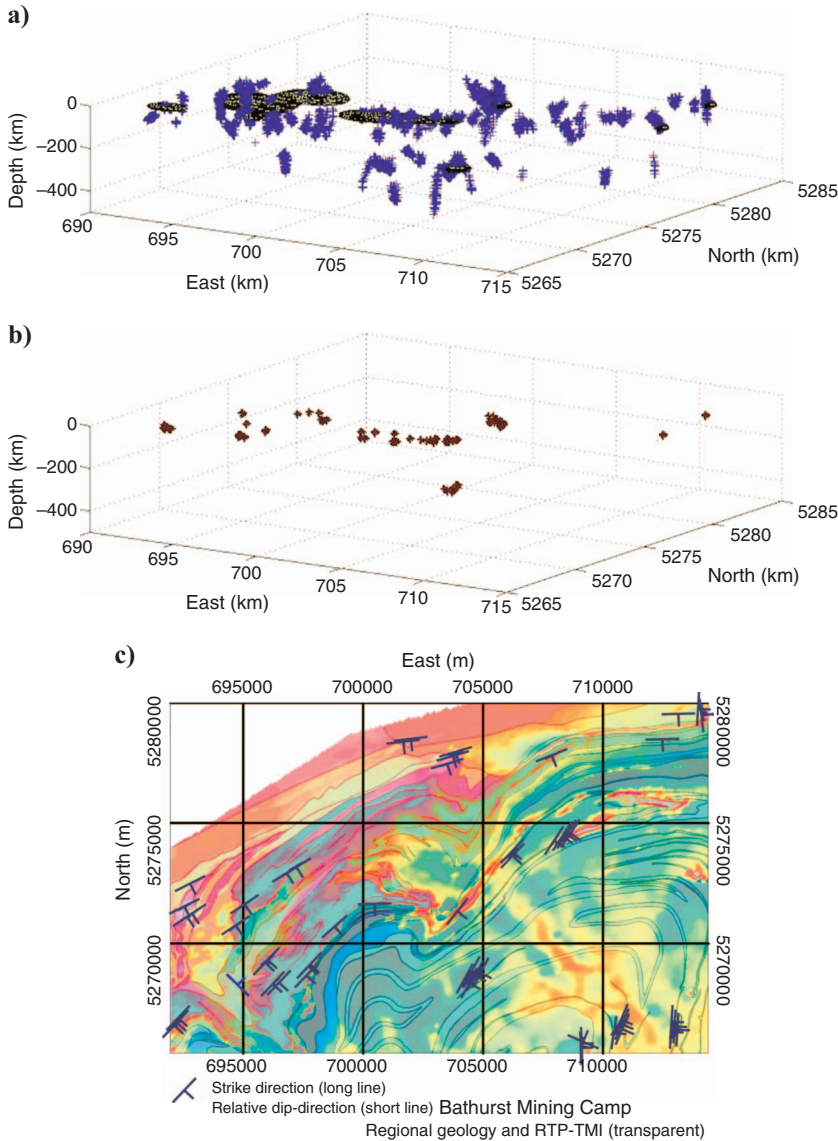 a)
Depth (km)
0
−200
−400
690
695
700
705
710
715
East (km)
5265
5270
5275
5280
5285
North (km)
b)
Depth (km)
0
−200
−400
690
695
700
705
710
715
East (km)
5265
5270
5275
5280
5285
North (km)
c)
East (m)
695000 700000 705000 710000
North (m)
5280000
5275000
5270000
5280000
5275000
5270000
695000 700000 705000 710000
Strike direction (long line)
Relative dip-direction (short line) Bathurst Mining Camp
Regional geology and RTP-TMI (transparent)